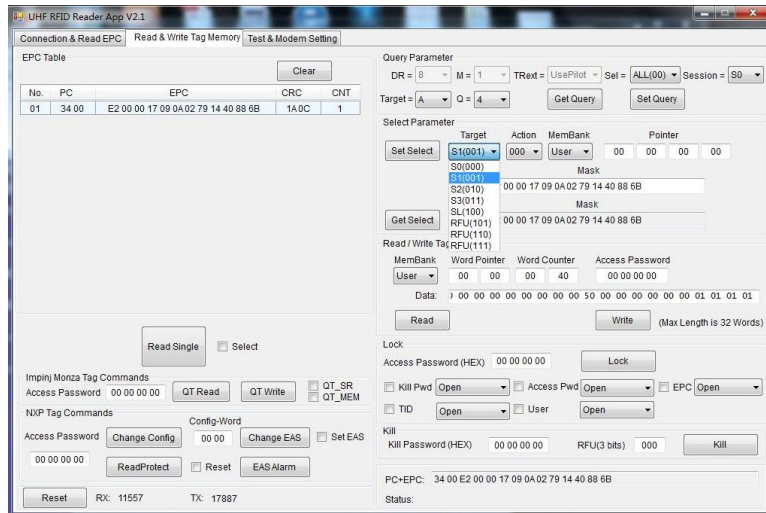 UHF RFID Reader App V2.1
Connection & Read EPC Read & Write Tag Memory Test & Modem Setting
EPC Table
Clear
No. PC EPC CRC CNT
01 34 00 E2 00 00 17 09 0A 02 79 14 40 88 6B 1A 0C 1
Read Single Select
Impinj Monza Tag Commands
Access Password 00 00 00 00 QT Read QT Write QT_SR
QT_MEM
NXP Tag Commands
Config-Word
Access Password Change Config 00 00 Change EAS Set EAS
00 00 00 00 ReadProtect Reset EAS Alarm
Reset RX: 11557 TX: 17887
Query Parameter
DR = 8 M = 1 TRext = UsePilot Sel = ALL(00) Session = S0
Target = A Q = 4 Get Query Set Query
Select Parameter
Target Action MemBank Pointer
Set Select S1(001) 000 User 00 00 00 00
S0(000)
S1(001)
S2(010)
S3(011)
SL(100)
RFU(101)
RFU(110)
RFU(111)
Mask
00 00 17 09 0A 02 79 14 40 88 6B
Mask
Get Select 00 00 17 09 0A 02 79 14 40 88 6B
Read / Write Tag
MemBank Word Pointer Word Counter Access Password
User 00 00 00 40 00 00 00 00
Data: 00 00 00 00 00 00 00 00 50 00 00 00 00 00 01 01 01 01
Read Write (Max Length is 32 Words)
Lock
Access Password (HEX) 00 00 00 00 Lock
Kill Pwd Open Access Pwd Open EPC Open
TID Open User Open
Kill
Kill Password (HEX) 00 00 00 00 RFU(3 bits) 000 Kill
PC+EPC: 34 00 E2 00 00 17 09 0A 02 79 14 40 88 6B
Status: